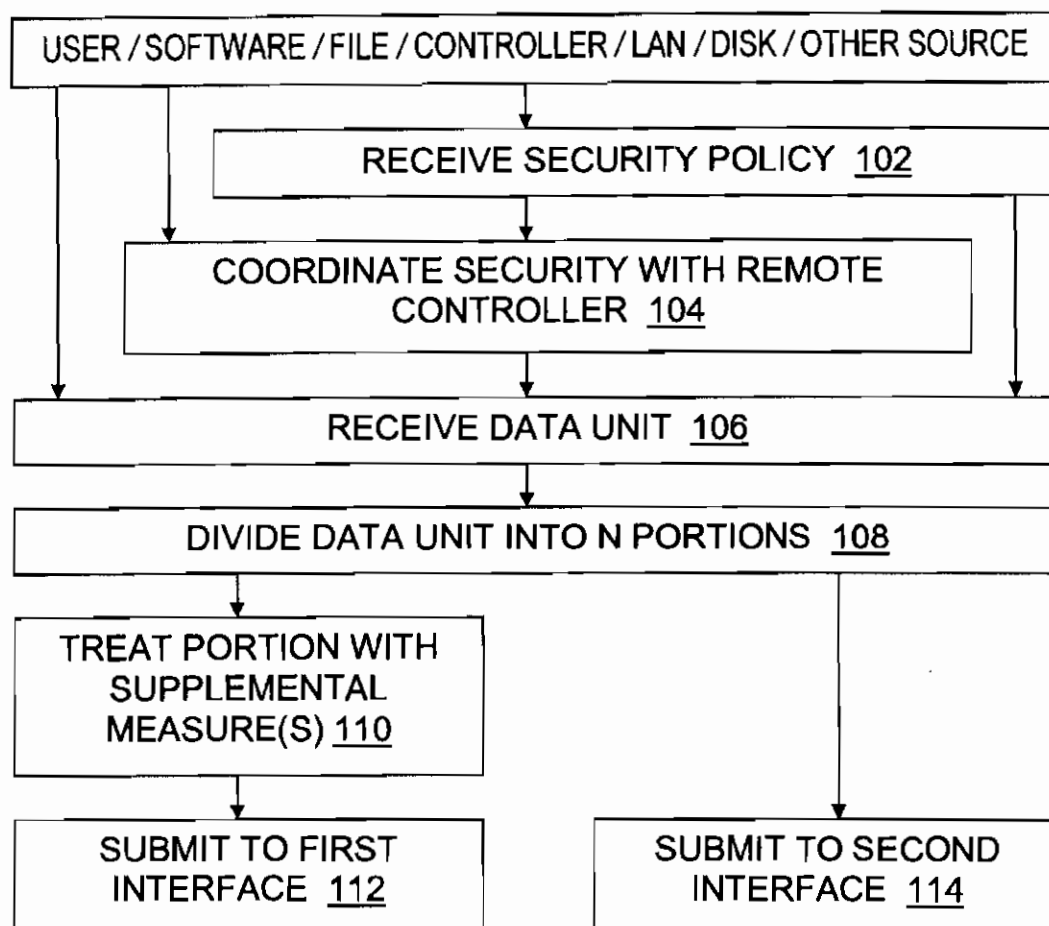 USER / SOFTWARE / FILE / CONTROLLER / LAN / DISK / OTHER SOURCE
RECEIVE SECURITY POLICY 102
COORDINATE SECURITY WITH REMOTE
CONTROLLER 104
RECEIVE DATA UNIT 106
DIVIDE DATA UNIT INTO N PORTIONS 108
TREAT PORTION WITH
SUPPLEMENTAL
MEASURE(S) 110
SUBMIT TO FIRST
INTERFACE 112
SUBMIT TO SECOND
INTERFACE 114